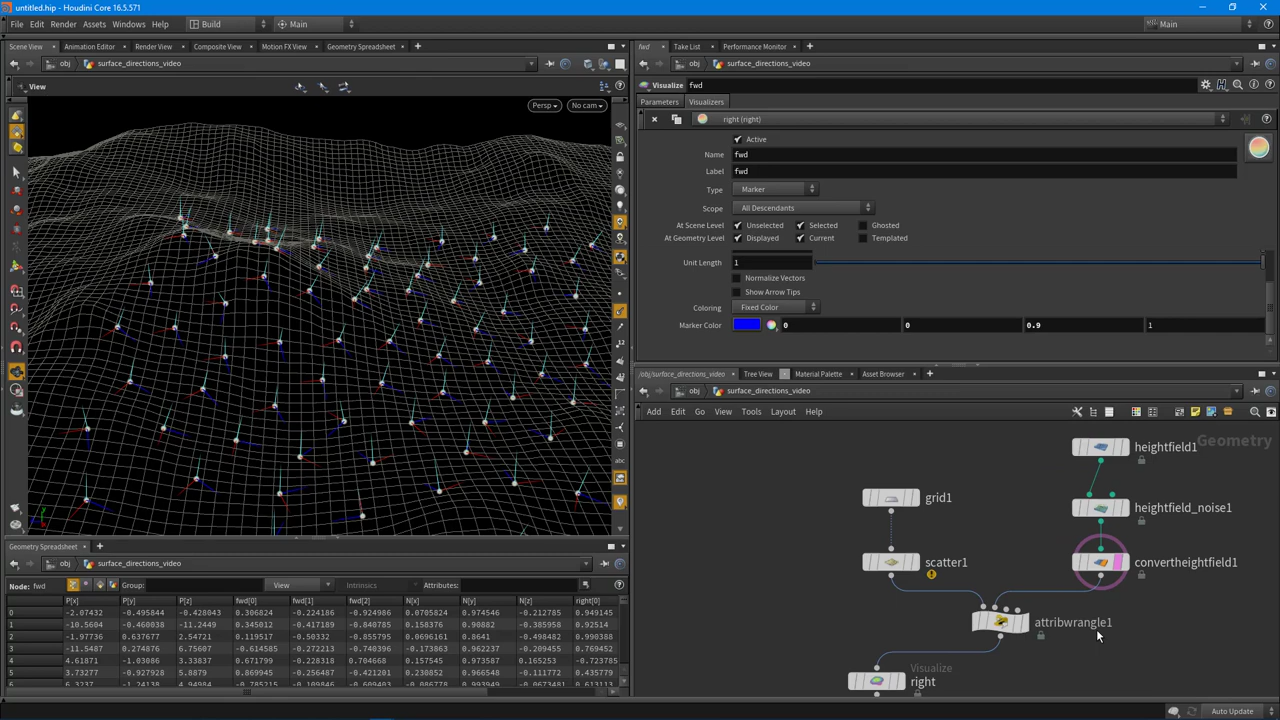 untitled.hip - Houdini Core 16.5.571
File Edit Render Assets Windows Help Build Main Main
Scene View Animation Editor Render View Composite View Motion FX View Geometry Spreadsheet
obj surface_directions_video
View
Persp No cam
fwd Take List Performance Monitor
obj surface_directions_video
Visualize fwd
Parameters Visualizers
right (right)
Active
Name fwd
Label fwd
Type Marker
Scope All Descendants
At Scene Level Unselected Selected Ghosted
At Geometry Level Displayed Current Templated
Unit Length 1
Normalize Vectors
Show Arrow Tips
Coloring Fixed Color
Marker Color 0 0 0.9 1
/obj/surface_directions_video Tree View Material Palette Asset Browser
obj surface_directions_video
Add Edit Go View Tools Layout Help
Geometry
heightfield1
grid1
heightfield_noise1
scatter1
convertheightfield1
attribwrangle1
Visualize
right
Geometry Spreadsheet
obj surface_directions_video
Node: fwd Group: View Intrinsics Attributes:
P[x] P[y] P[z] fwd[0] fwd[1] fwd[2] N[x] N[y] N[z] right[0]
0 -2.07432 -0.495844 -0.428043 0.306824 -0.224186 -0.924986 0.0705824 0.974546 -0.212785 0.949145
1 -10.5604 -0.460038 -11.2449 0.345012 -0.417119 -0.840817 0.158376 0.90882 -0.385978 0.92514
2 -1.97736 0.637677 2.54721 0.119517 -0.50332 -0.855795 0.0696161 0.8641 -0.498482 0.990388
3 -11.5487 0.274876 6.75607 0.614585 -0.272213 -0.740349 -0.173863 0.962237 -0.209455 0.769452
4 4.61871 -1.03086 3.33837 0.671799 -0.228381 0.704668 0.157545 0.973587 0.165253 -0.723785
5 3.73277 -0.927928 5.8879 0.869945 -0.256487 -0.421201 0.230852 0.966548 -0.111772 0.435779
abc
Auto Update